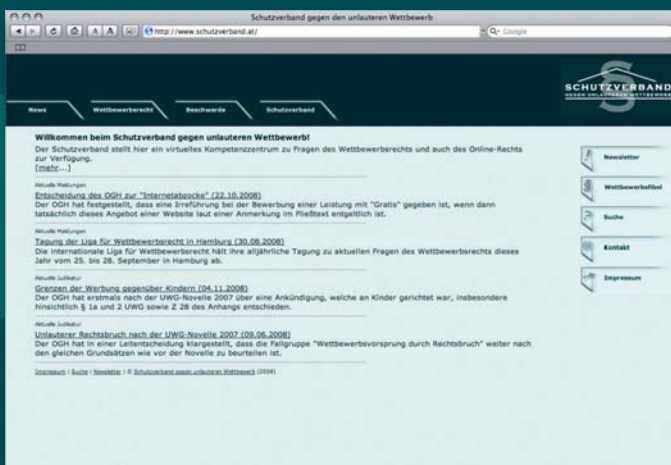 Schutzverband gegen den unlauteren Wettbewerb
A A
http://www.schutzverband.at/
Q- Google
SCHUTZVERBAND
GEGEN UNLAUTEREN WETTBEWERB
News
Wettbewerbsrecht
Beschwerde
Schutzverband
Willkommen beim Schutzverband gegen unlauteren Wettbewerb!
Der Schutzverband stellt hier ein virtuelles Kompetenzzentrum zu Fragen des Wettbewerbsrechts und auch des Online-Rechts
zur Verfügung.
[mehr...]
Aktuelle Meldungen
Entscheidung des OGH zur "Internetabzocke" (22.10.2008)
Der OGH hat festgestellt, dass eine Irreführung bei der Bewerbung einer Leistung mit "Gratis" gegeben ist, wenn dann
tatsächlich dieses Angebot einer Website laut einer Anmerkung im Fließtext entgeltlich ist.
Aktuelle Meldungen
Tagung der Liga für Wettbewerbsrecht in Hamburg (30.08.2008)
Die internationale Liga für Wettbewerbsrecht hält ihre alljährliche Tagung zu aktuellen Fragen des Wettbewerbsrechts dieses
Jahr vom 25. bis 28. September in Hamburg ab.
Aktuelle Judikatur
Grenzen der Werbung gegenüber Kindern (04.11.2008)
Der OGH hat erstmals nach der UWG-Novelle 2007 über eine Ankündigung, welche an Kinder gerichtet war, insbesondere
hinsichtlich § 1a und 2 UWG sowie Z 28 des Anhangs entschieden.
Aktuelle Judikatur
Unlauterer Rechtsbruch nach der UWG-Novelle 2007 (09.06.2008)
Der OGH hat in einer Leitentscheidung klargestellt, dass die Fallgruppe "Wettbewerbsvorsprung durch Rechtsbruch" weiter nach
den gleichen Grundsätzen wie vor der Novelle zu beurteilen ist.
Impressum | Suche | Newsletter | © Schutzverband gegen unlauteren Wettbewerb (2008)
Newsletter
Wettbewerbsfibel
Suche
Kontakt
Impressum